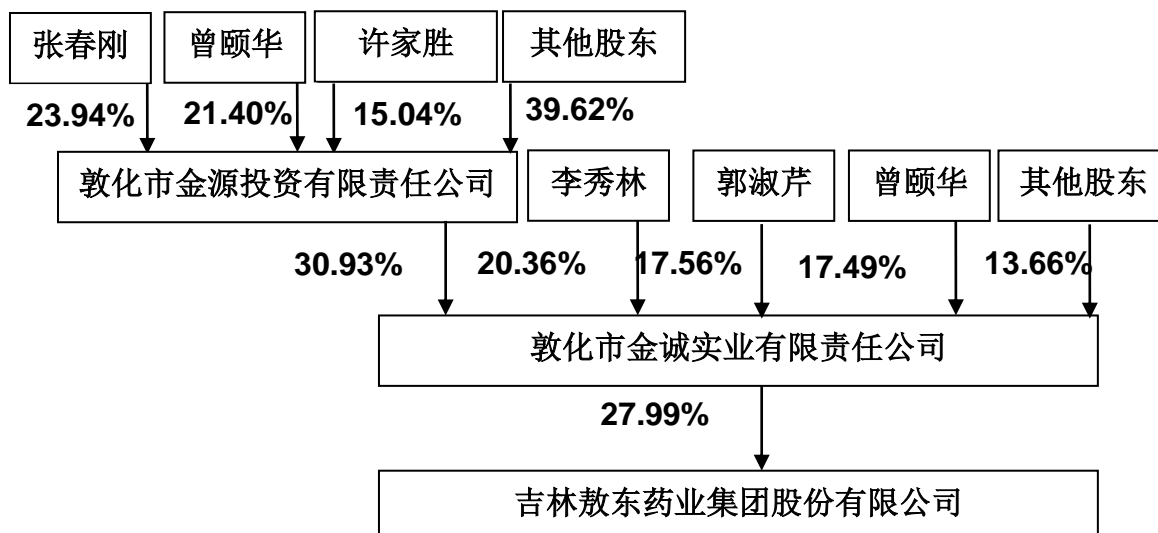 张春刚 曾颐华 许家胜 其他股东
23.94% 21.40% 15.04% 39.62%
敦化市金源投资有限责任公司 李秀林 郭淑芹 曾颐华 其他股东
30.93% 20.36% 17.56% 17.49% 13.66%
敦化市金诚实业有限责任公司
27.99%
吉林敖东药业集团股份有限公司